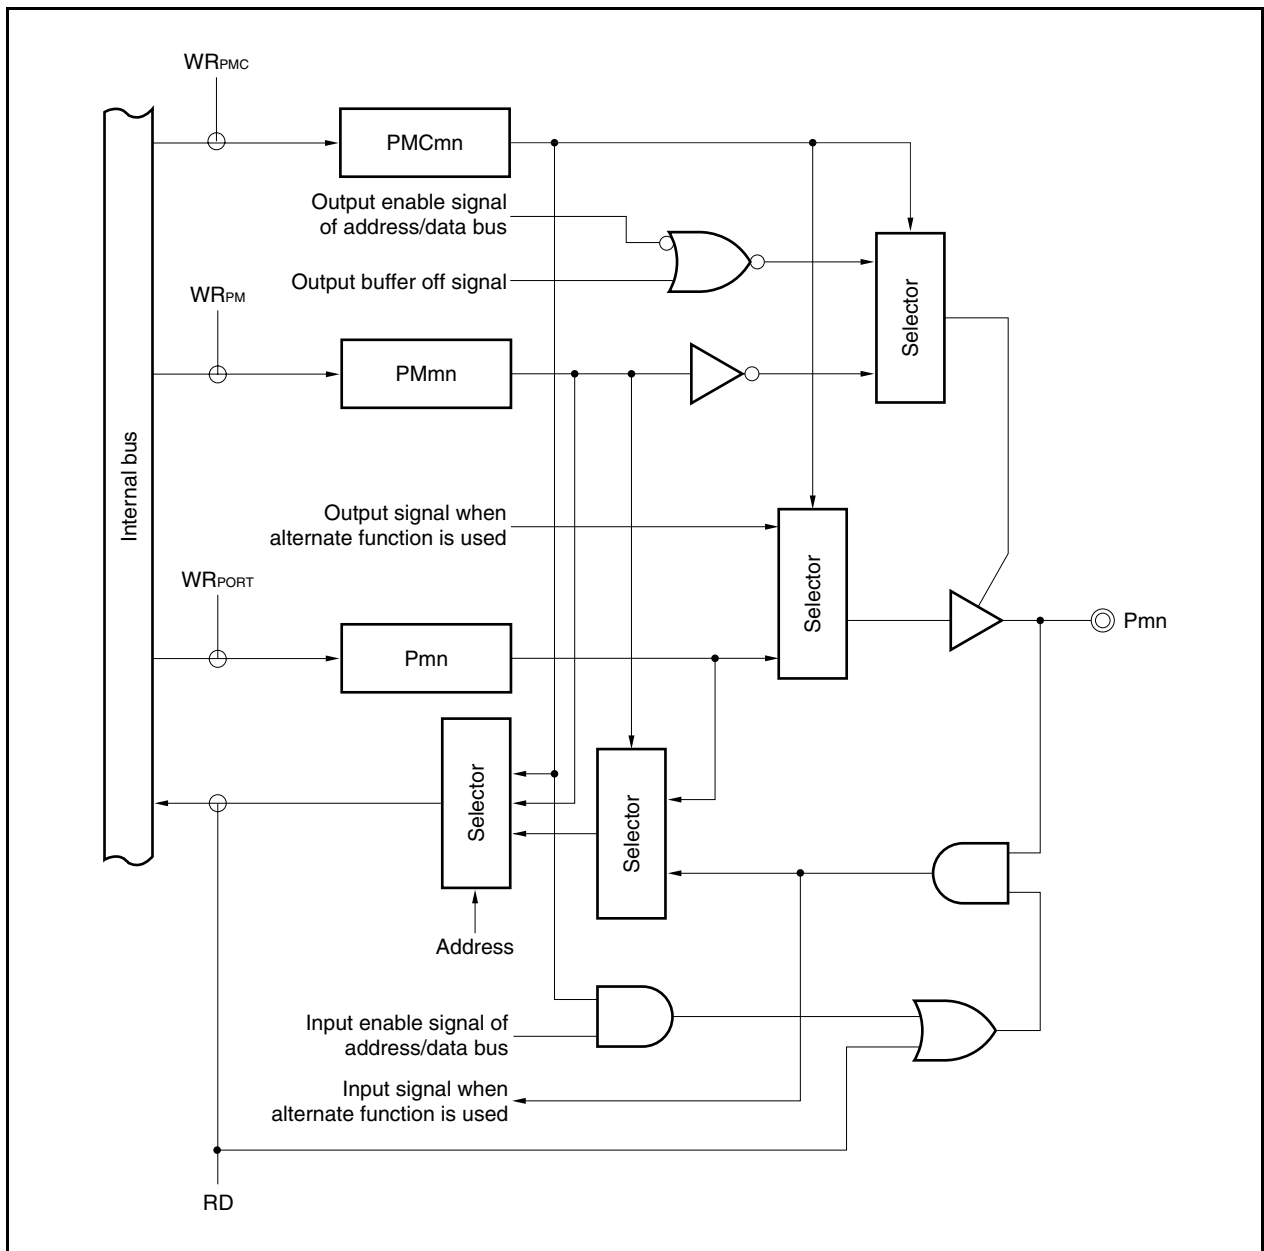 WRPMC
PMCmn
Output enable signal
of address/data bus
Output buffer off signal
Selector
WRPM
PMmn
Internal bus
Output signal when
alternate function is used
Selector
WRPORT
Pmn
Pmn
Selector
Selector
Address
Input enable signal of
address/data bus
Input signal when
alternate function is used
RD